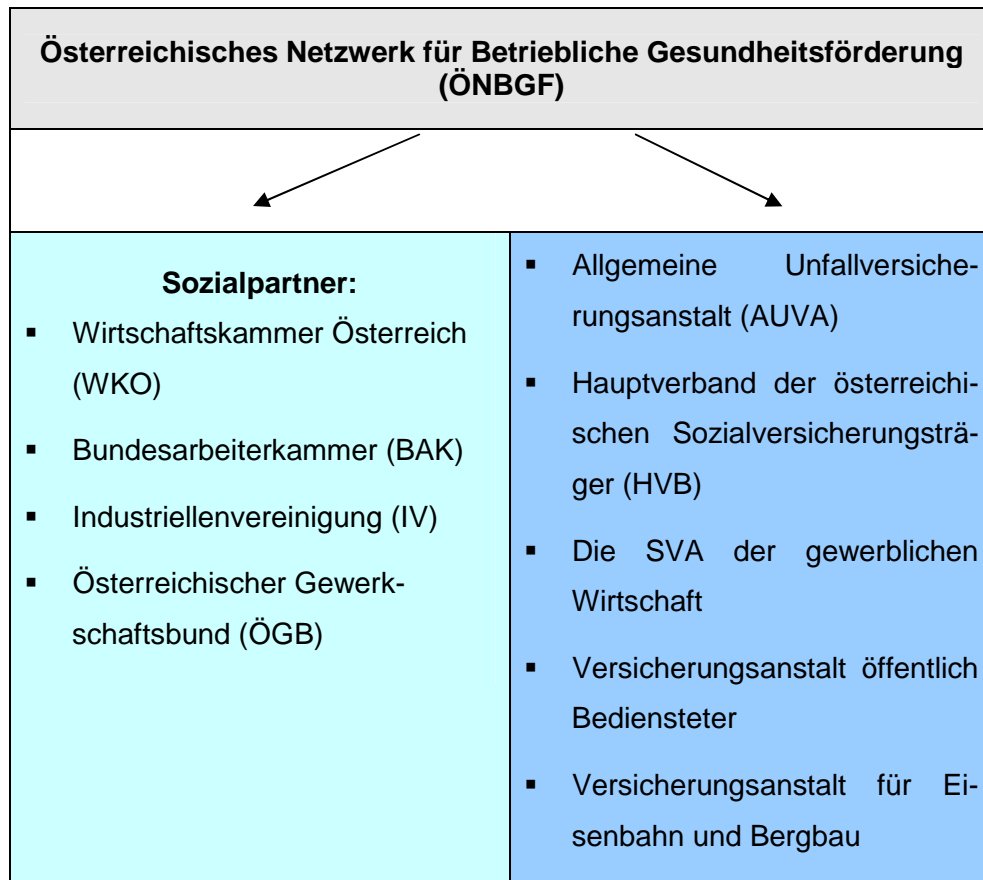 Österreichisches Netzwerk für Betriebliche Gesundheitsförderung
(ÖNBGF)
Sozialpartner:
▪ Wirtschaftskammer Österreich
(WKO)
▪ Bundesarbeiterkammer (BAK)
▪ Industriellenvereinigung (IV)
▪ Österreichischer Gewerk-
schaftsbund (ÖGB)
▪ Allgemeine Unfallversiche-
rungsanstalt (AUVA)
▪ Hauptverband der österreichi-
schen Sozialversicherungsträ-
ger (HVB)
▪ Die SVA der gewerblichen
Wirtschaft
▪ Versicherungsanstalt öffentlich
Bediensteter
▪ Versicherungsanstalt für Ei-
senbahn und Bergbau